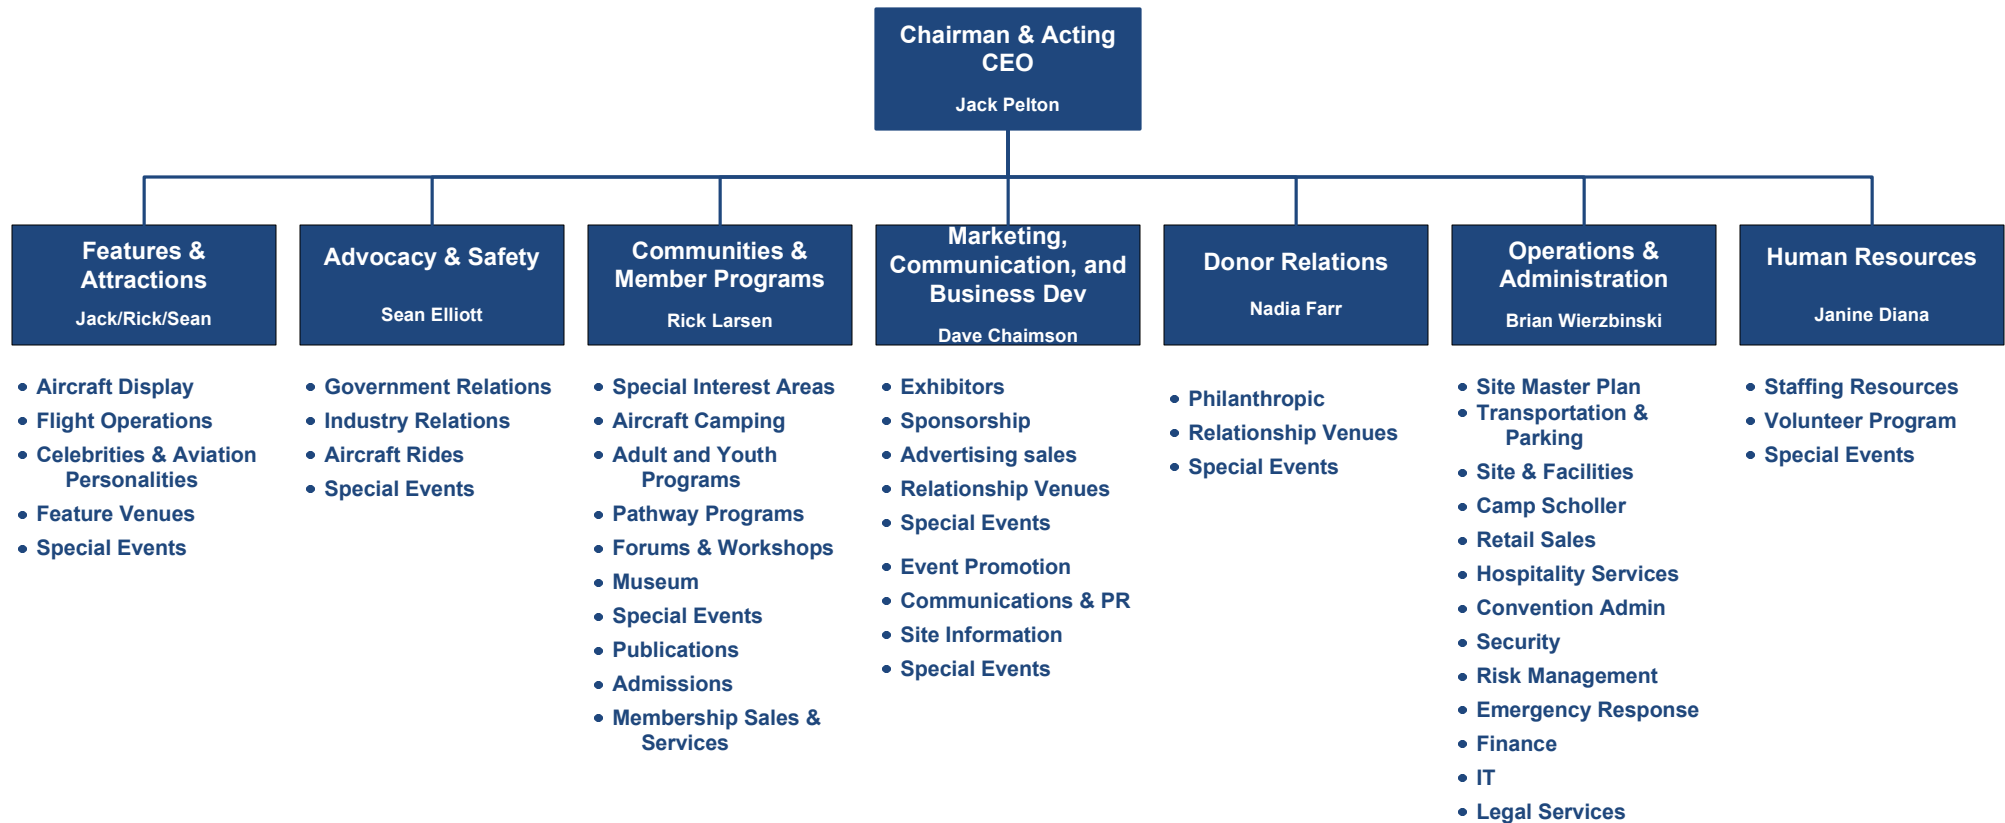 Chairman & Acting
CEO
Jack Pelton
Features &
Attractions
Jack/Rick/Sean
• Aircraft Display
• Flight Operations
• Celebrities & Aviation
Personalities
• Feature Venues
• Special Events
Advocacy & Safety
Sean Elliott
• Government Relations
• Industry Relations
• Aircraft Rides
• Special Events
Communities &
Member Programs
Rick Larsen
• Special Interest Areas
• Aircraft Camping
• Adult and Youth
Programs
• Pathway Programs
• Forums & Workshops
• Museum
• Special Events
• Publications
• Admissions
• Membership Sales &
Services
Marketing,
Communication, and
Business Dev
Dave Chaimson
• Exhibitors
• Sponsorship
• Advertising sales
• Relationship Venues
• Special Events
• Event Promotion
• Communications & PR
• Site Information
• Special Events
Donor Relations
Nadia Farr
• Philanthropic
• Relationship Venues
• Special Events
Operations &
Administration
Brian Wierzbinski
• Site Master Plan
• Transportation &
Parking
• Site & Facilities
• Camp Scholler
• Retail Sales
• Hospitality Services
• Convention Admin
• Security
• Risk Management
• Emergency Response
• Finance
• IT
• Legal Services
Human Resources
Janine Diana
• Staffing Resources
• Volunteer Program
• Special Events